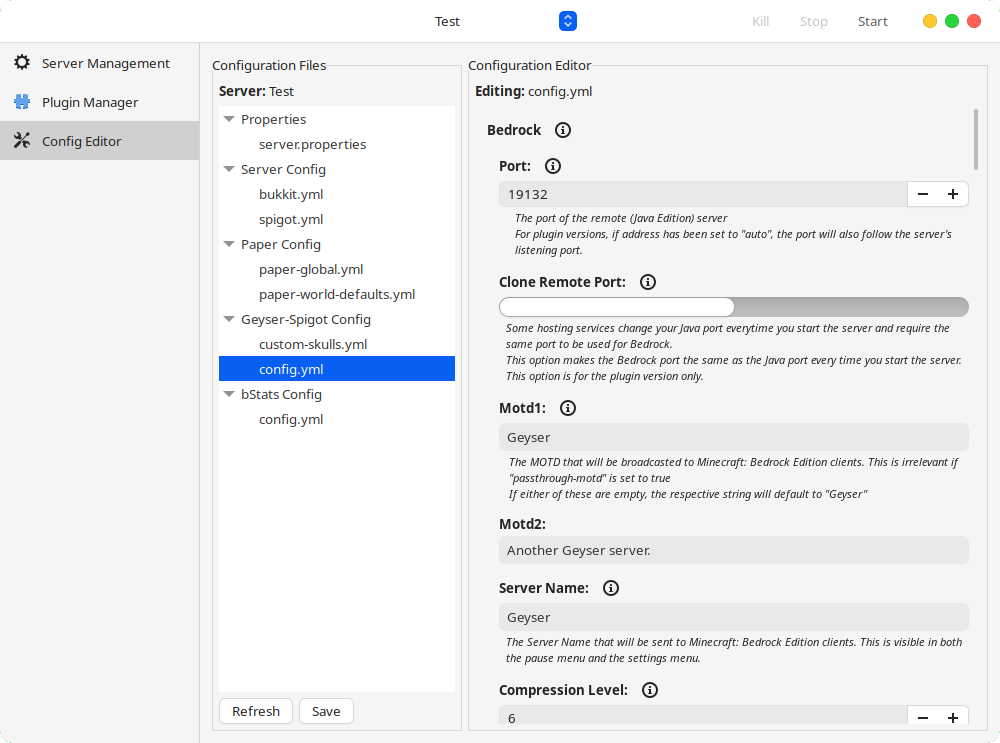 Test
Kill
Stop
Start
Server Management
Plugin Manager
Config Editor
Configuration Files
Server: Test
Properties
server.properties
Server Config
bukkit.yml
spigot.yml
Paper Config
paper-global.yml
paper-world-defaults.yml
Geyser-Spigot Config
custom-skulls.yml
config.yml
bStats Config
config.yml
Refresh
Save
Configuration Editor
Editing: config.yml
Bedrock
Port:
19132
The port of the remote (Java Edition) server
For plugin versions, if address has been set to "auto", the port will also follow the server's
listening port.
Clone Remote Port:
Some hosting services change your Java port everytime you start the server and require the
same port to be used for Bedrock.
This option makes the Bedrock port the same as the Java port every time you start the server.
This option is for the plugin version only.
Motd1:
Geyser
The MOTD that will be broadcasted to Minecraft: Bedrock Edition clients. This is irrelevant if
"passthrough-motd" is set to true
If either of these are empty, the respective string will default to "Geyser"
Motd2:
Another Geyser server.
Server Name:
Geyser
The Server Name that will be sent to Minecraft: Bedrock Edition clients. This is visible in both
the pause menu and the settings menu.
Compression Level:
6